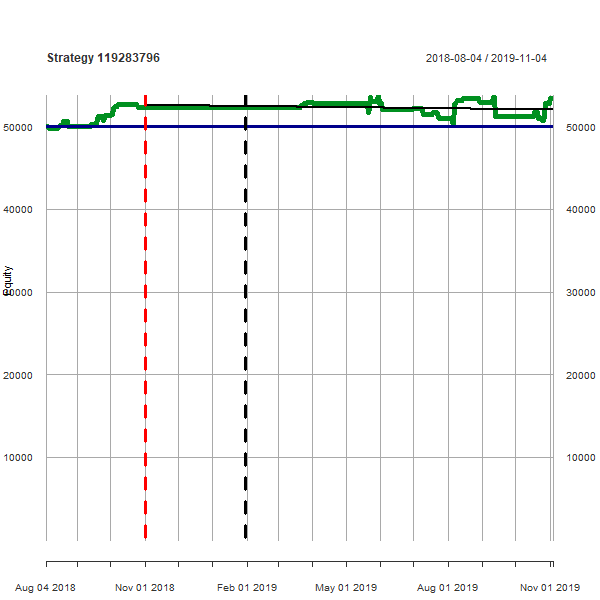 Strategy 119283796
2018-08-04 / 2019-11-04
50000
50000
40000
40000
Equity
30000
30000
20000
20000
10000
10000
Aug 04 2018
Nov 01 2018
Feb 01 2019
May 01 2019
Aug 01 2019
Nov 01 2019